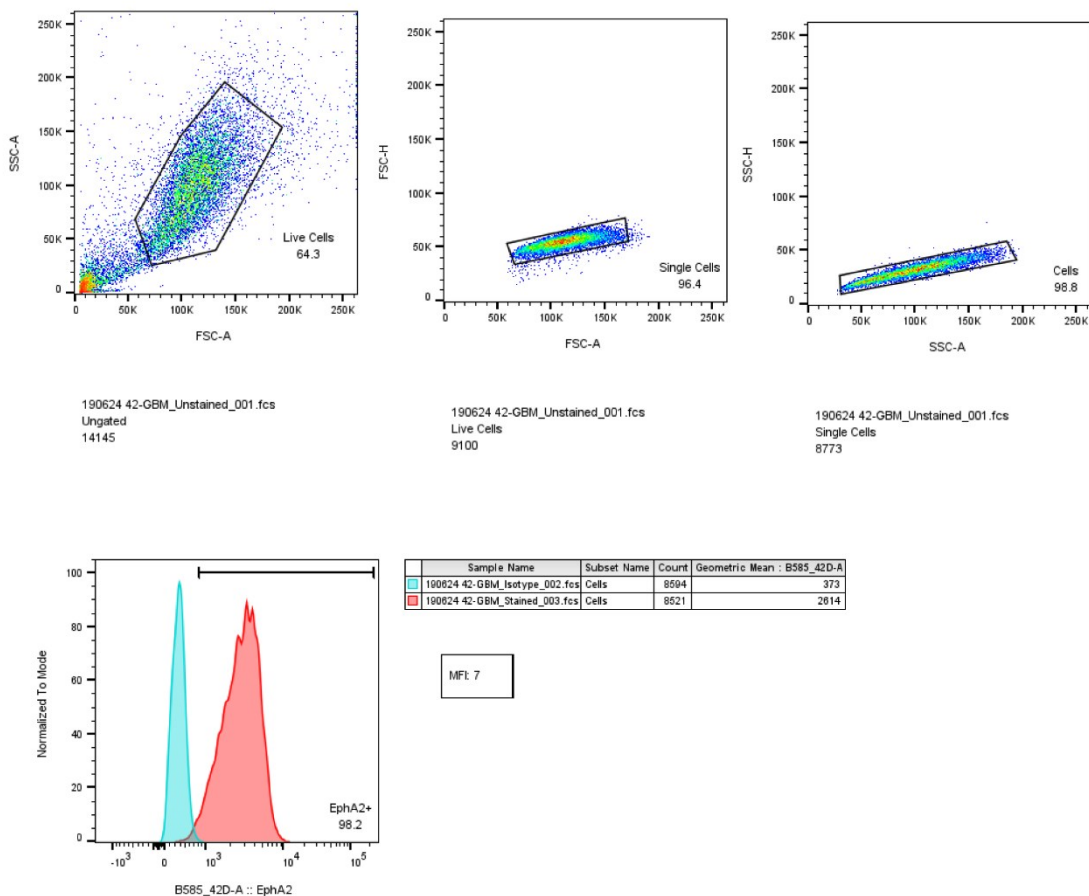 250K
200K
150K
100K
50K
0
SSC-A
Live Cells
64.3
0 50K 100K 150K 200K 250K
FSC-A
250K
200K
150K
100K
50K
0
FSC-H
Single Cells
96.4
0 50K 100K 150K 200K 250K
FSC-A
250K
200K
150K
100K
50K
0
SSC-H
Cells
98.8
0 50K 100K 150K 200K 250K
SSC-A
190624 42-GBM_Unstained_001.fcs
Ungated
14145
190624 42-GBM_Unstained_001.fcs
Live Cells
9100
190624 42-GBM_Unstained_001.fcs
Single Cells
8773
100
80
60
40
20
0
Normalized To Mode
EphA2+
98.2
-10³ 0 10³ 10⁴ 10⁵
B585_42D-A :: EphA2
Sample Name Subset Name Count Geometric Mean : B585_42D-A
190624 42-GBM_Isotype_002.fcs Cells 8594 373
190624 42-GBM_Stained_003.fcs Cells 8521 2614
MFI: 7